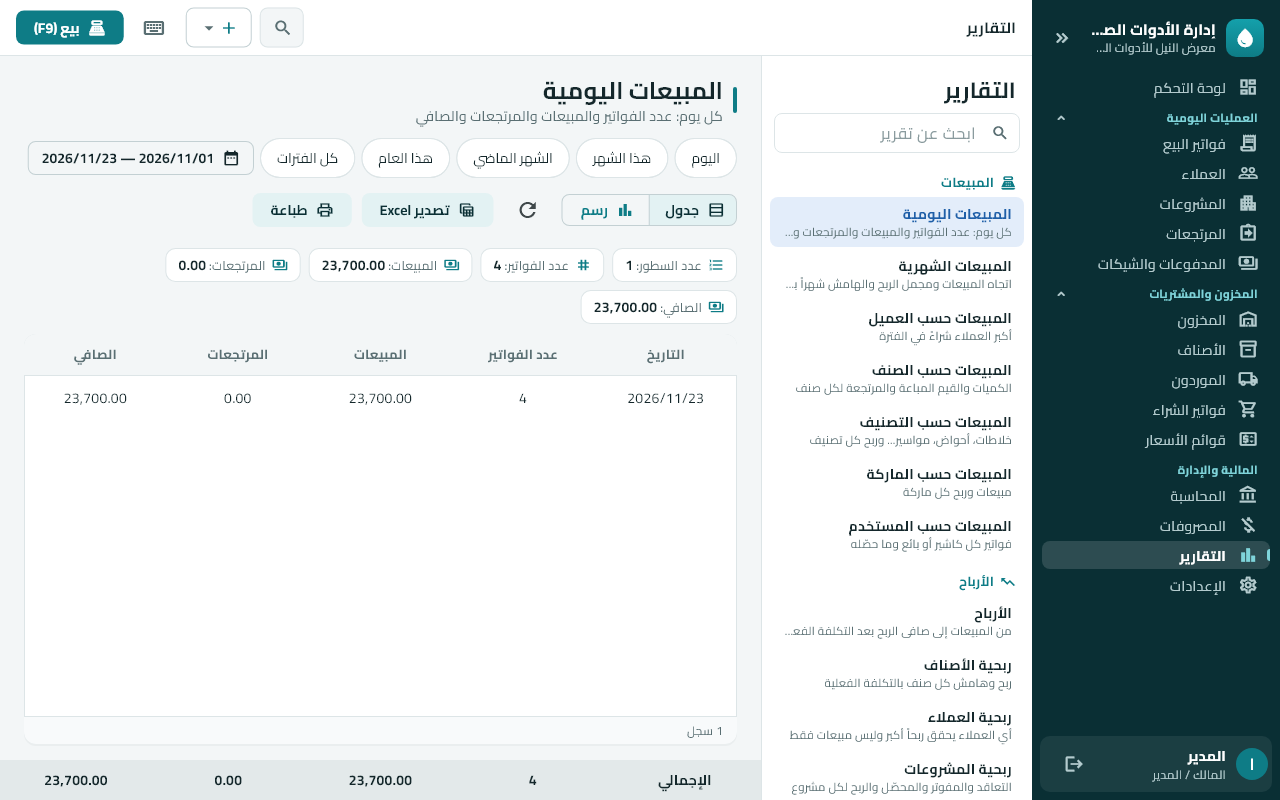 إدارة الأدوات الصـ...
معرض النيل للأدوات الـ...
لوحة التحكم
العمليات اليومية
فواتير البيع
العملاء
المشروعات
المرتجعات
المدفوعات والشيكات
المخزون والمشتريات
المخزون
الأصناف
الموردون
فواتير الشراء
قوائم الأسعار
المالية والإدارة
المحاسبة
المصروفات
التقارير
الإعدادات
ا
المدير
المالك / المدير
التقارير
بيع (F9)
التقارير
ابحث عن تقرير
المبيعات
المبيعات اليومية
كل يوم: عدد الفواتير والمبيعات والمرتجعات و...
المبيعات الشهرية
اتجاه المبيعات ومجمل الربح والهامش شهراً بـ...
المبيعات حسب العميل
أكبر العملاء شراءً في الفترة
المبيعات حسب الصنف
الكميات والقيم المباعة والمرتجعة لكل صنف
المبيعات حسب التصنيف
خلاطات، أحواض، مواسير... وربح كل تصنيف
المبيعات حسب الماركة
مبيعات وربح كل ماركة
المبيعات حسب المستخدم
فواتير كل كاشير أو بائع وما حصّله
الأرباح
الأرباح
من المبيعات إلى صافي الربح بعد التكلفة الفعـ...
ربحية الأصناف
ربح وهامش كل صنف بالتكلفة الفعلية
ربحية العملاء
أي العملاء يحقق ربحاً أكبر وليس مبيعات فقط
ربحية المشروعات
التعاقد والمفوتر والمحصّل والربح لكل مشروع
المبيعات اليومية
كل يوم: عدد الفواتير والمبيعات والمرتجعات والصافي
اليوم
هذا الشهر
الشهر الماضي
هذا العام
كل الفترات
2026/11/01 — 2026/11/23
جدول
رسم
تصدير Excel
طباعة
عدد السطور: 1
عدد الفواتير: 4
المبيعات: 23,700.00
المرتجعات: 0.00
الصافي: 23,700.00
التاريخ عدد الفواتير المبيعات المرتجعات الصافي
2026/11/23 4 23,700.00 0.00 23,700.00
1 سجل
الإجمالي 4 23,700.00 0.00 23,700.00